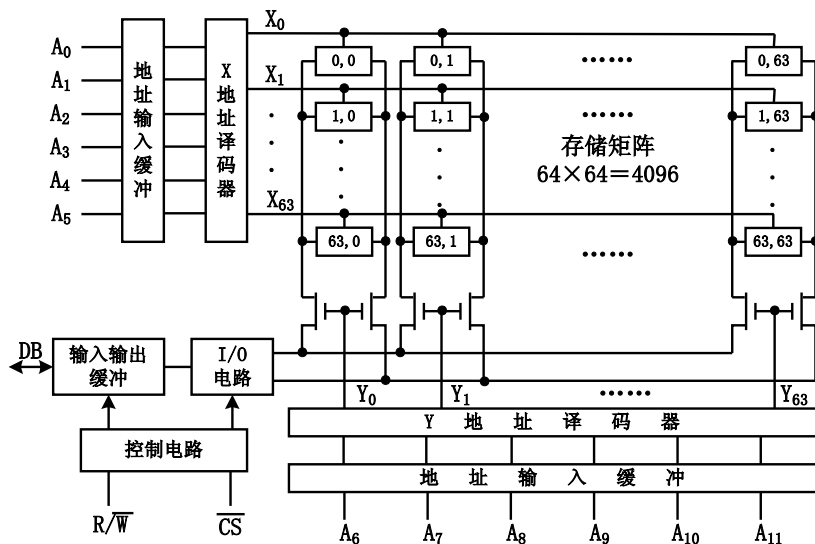 X₀
A₀
A₁
A₂
A₃
A₄
A₅
地址输入缓冲
X地址译码器
X₁
X₆₃
0,0
0,1
……
0,63
1,0
1,1
……
1,63
存储矩阵
64×64=4096
63,0
63,1
……
63,63
DB
输入输出
缓冲
I/O
电路
Y₀
Y₁
……
Y₆₃
Y 地 址 译 码 器
控制电路
地 址 输 入 缓 冲
R/W̅
C̅S̅
A₆
A₇
A₈
A₉
A₁₀
A₁₁